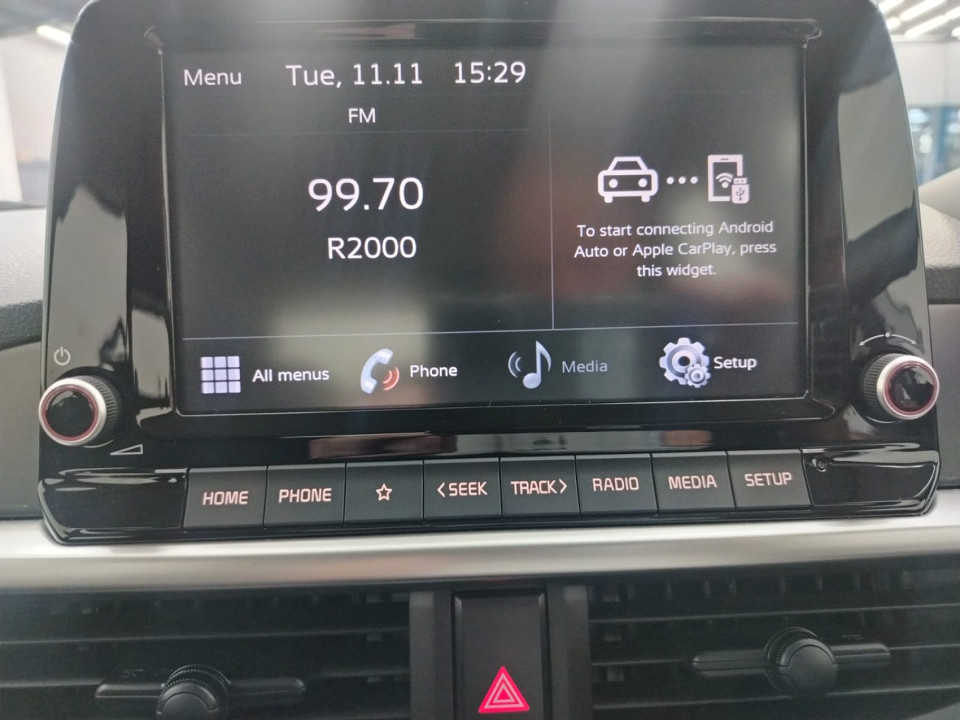 Menu Tue, 11.11 15:29
FM
99.70
R2000
To start connecting Android
Auto or Apple CarPlay, press
this widget.
All menus Phone Media Setup
HOME PHONE ☆ <SEEK TRACK> RADIO MEDIA SETUP